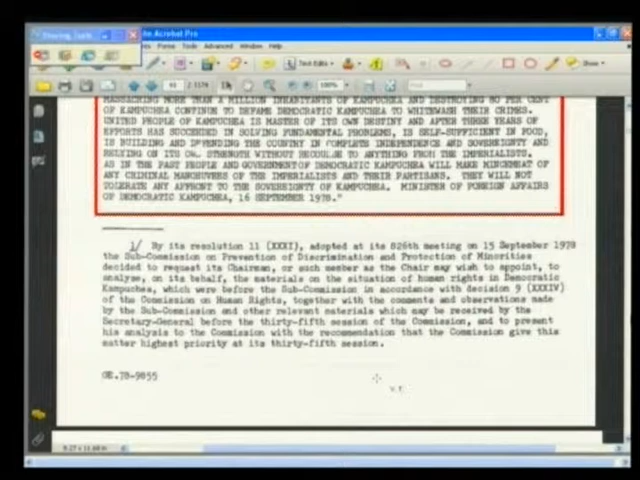 Acrobat Pro
Forms Tools Advanced Window Help
Text Edits
Show
100%
MASSACRING MORE THAN A MILLION INHABITANTS OF KAMPUCHEA AND DESTROYING 80 PER CENT
OF KAMPUCHEA CONTINUE TO DEFAME DEMOCRATIC KAMPUCHEA TO WHITEWASH THEIR CRIMES.
UNITED PEOPLE OF KAMPUCHEA IS MASTER OF ITS OWN DESTINY AND AFTER THREE YEARS OF
EFFORTS HAS SUCCEEDED IN SOLVING FUNDAMENTAL PROBLEMS, IS SELF-SUFFICIENT IN FOOD,
IS BUILDING AND DEFENDING THE COUNTRY IN COMPLETE INDEPENDENCE AND SOVEREIGNTY AND
RELYING ON ITS OWN STRENGTH WITHOUT RECOURSE TO ANYTHING FROM THE IMPERIALISTS.
AS IN THE PAST PEOPLE AND GOVERNMENT OF DEMOCRATIC KAMPUCHEA WILL MAKE MINCEMEAT OF
ANY CRIMINAL MANOEUVRES OF THE IMPERIALISTS AND THEIR PARTISANS. THEY WILL NOT
TOLERATE ANY AFFRONT TO THE SOVEREIGNTY OF KAMPUCHEA. MINISTER OF FOREIGN AFFAIRS
OF DEMOCRATIC KAMPUCHEA, 16 SEPTEMBER 1978."
1/ By its resolution 11 (XXXI), adopted at its 826th meeting on 15 September 1978
the Sub-Commission on Prevention of Discrimination and Protection of Minorities
decided to request its Chairman, or such member as the Chair may wish to appoint, to
analyse, on its behalf, the materials on the situation of human rights in Democratic
Kampuchea, which were before the Sub-Commission in accordance with decision 9 (XXXIV)
of the Commission on Human Rights, together with the comments and observations made
by the Sub-Commission and other relevant materials which may be received by the
Secretary-General before the thirty-fifth session of the Commission, and to present
his analysis to the Commission with the recommendation that the Commission give this
matter highest priority at its thirty-fifth session.
GE.78-9855